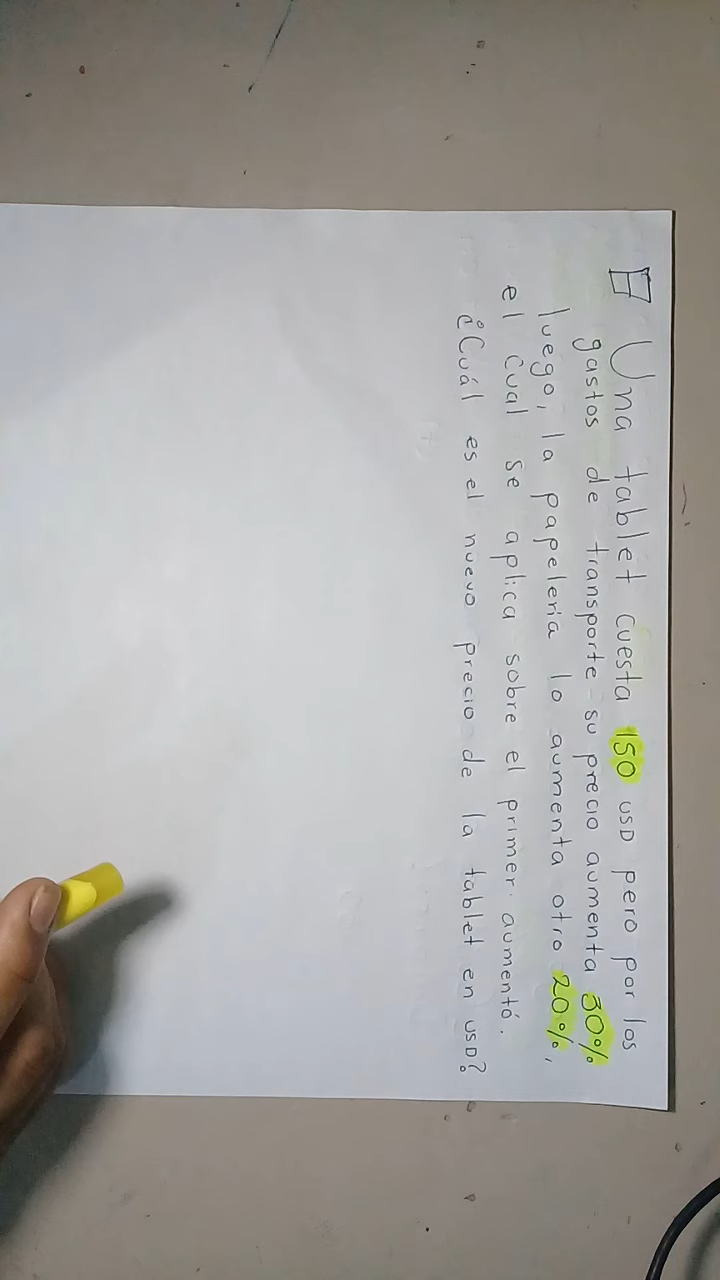 Una tablet cuesta 150 USD pero por los
gastos de transporte su precio aumenta 30%
luego, la papelería lo aumenta otro 20%,
el cual se aplica sobre el primer aumentó.
¿Cuál es el nuevo precio de la tablet en USD?